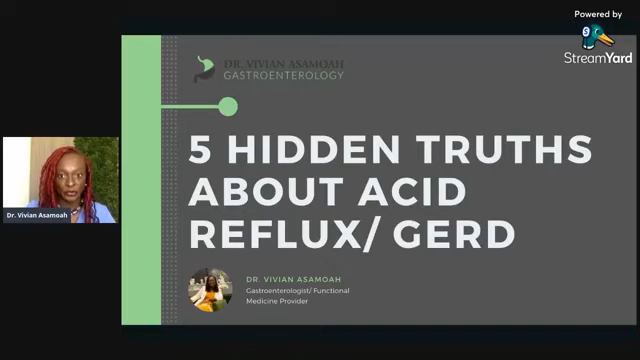 Powered by
StreamYard
DR. VIVIAN ASAMOAH
GASTROENTEROLOGY
5 HIDDEN TRUTHS
ABOUT ACID
REFLUX/ GERD
Dr. Vivian Asamoah
DR. VIVIAN ASAMOAH
Gastroenterologist/ Functional
Medicine Provider